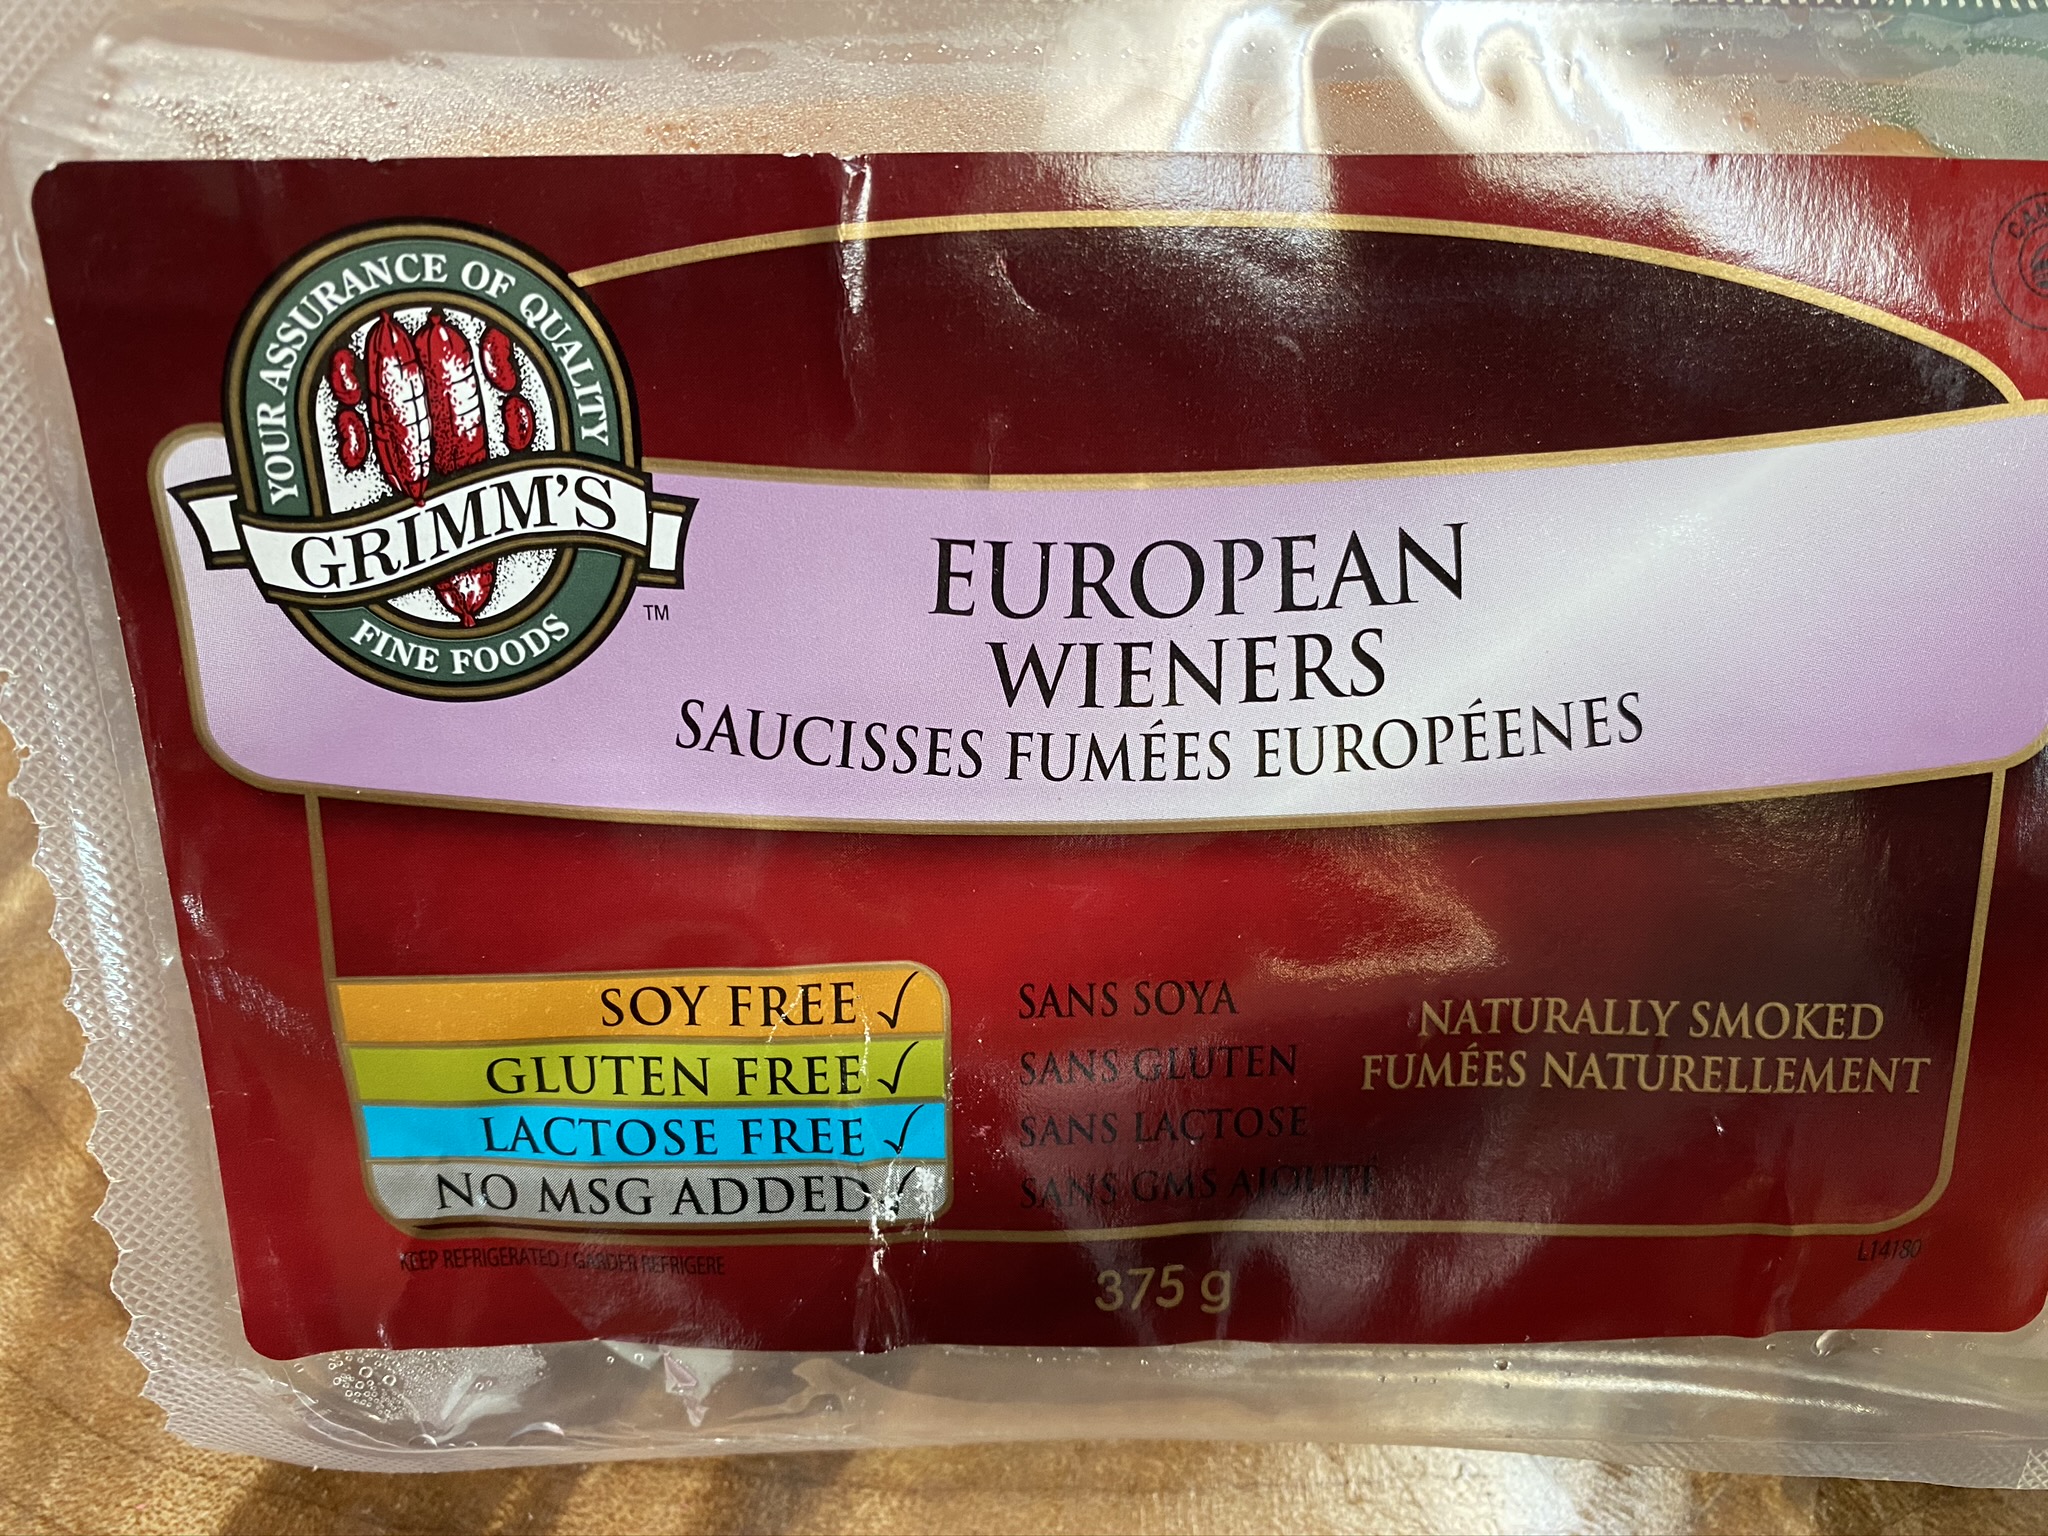 YOUR ASSURANCE OF QUALITY
GRIMM'S
TM
FINE FOODS
EUROPEAN
WIENERS
SAUCISSES FUMÉES EUROPÉENES
SOY FREE ✓
GLUTEN FREE ✓
LACTOSE FREE ✓
NO MSG ADDED ✓
SANS SOYA
SANS GLUTEN
SANS LACTOSE
SANS GMS AJOUTÉ
NATURALLY SMOKED
FUMÉES NATURELLEMENT
KEEP REFRIGERATED / GARDER REFRIGERE
375 g
L14180